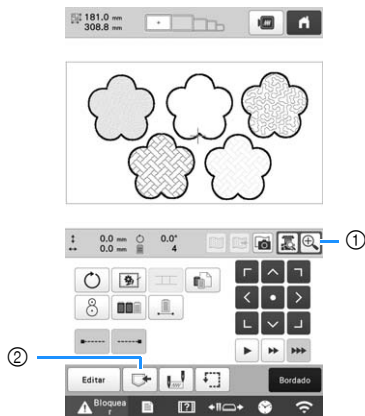 181.0 mm
308.8 mm
0.0 mm 0.0°
0.0 mm 4
①
②
Editar
Bordado
Bloquea
r